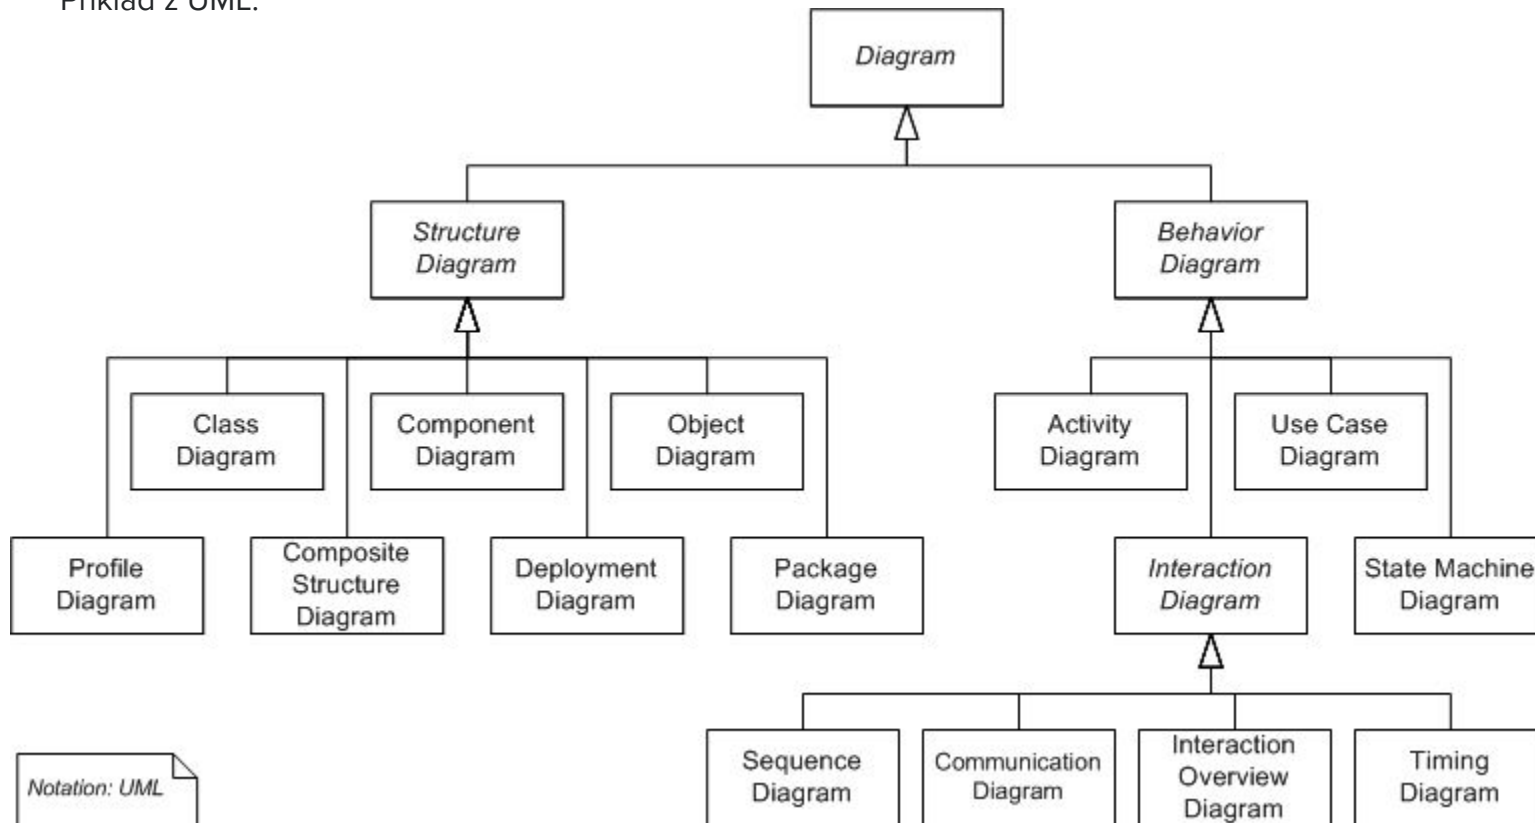 Příklad z UML:
Diagram
Structure
Diagram
Behavior
Diagram
Class
Diagram
Component
Diagram
Object
Diagram
Activity
Diagram
Use Case
Diagram
Profile
Diagram
Composite
Structure
Diagram
Deployment
Diagram
Package
Diagram
Interaction
Diagram
State Machine
Diagram
Sequence
Diagram
Communication
Diagram
Interaction
Overview
Diagram
Timing
Diagram
Notation: UML